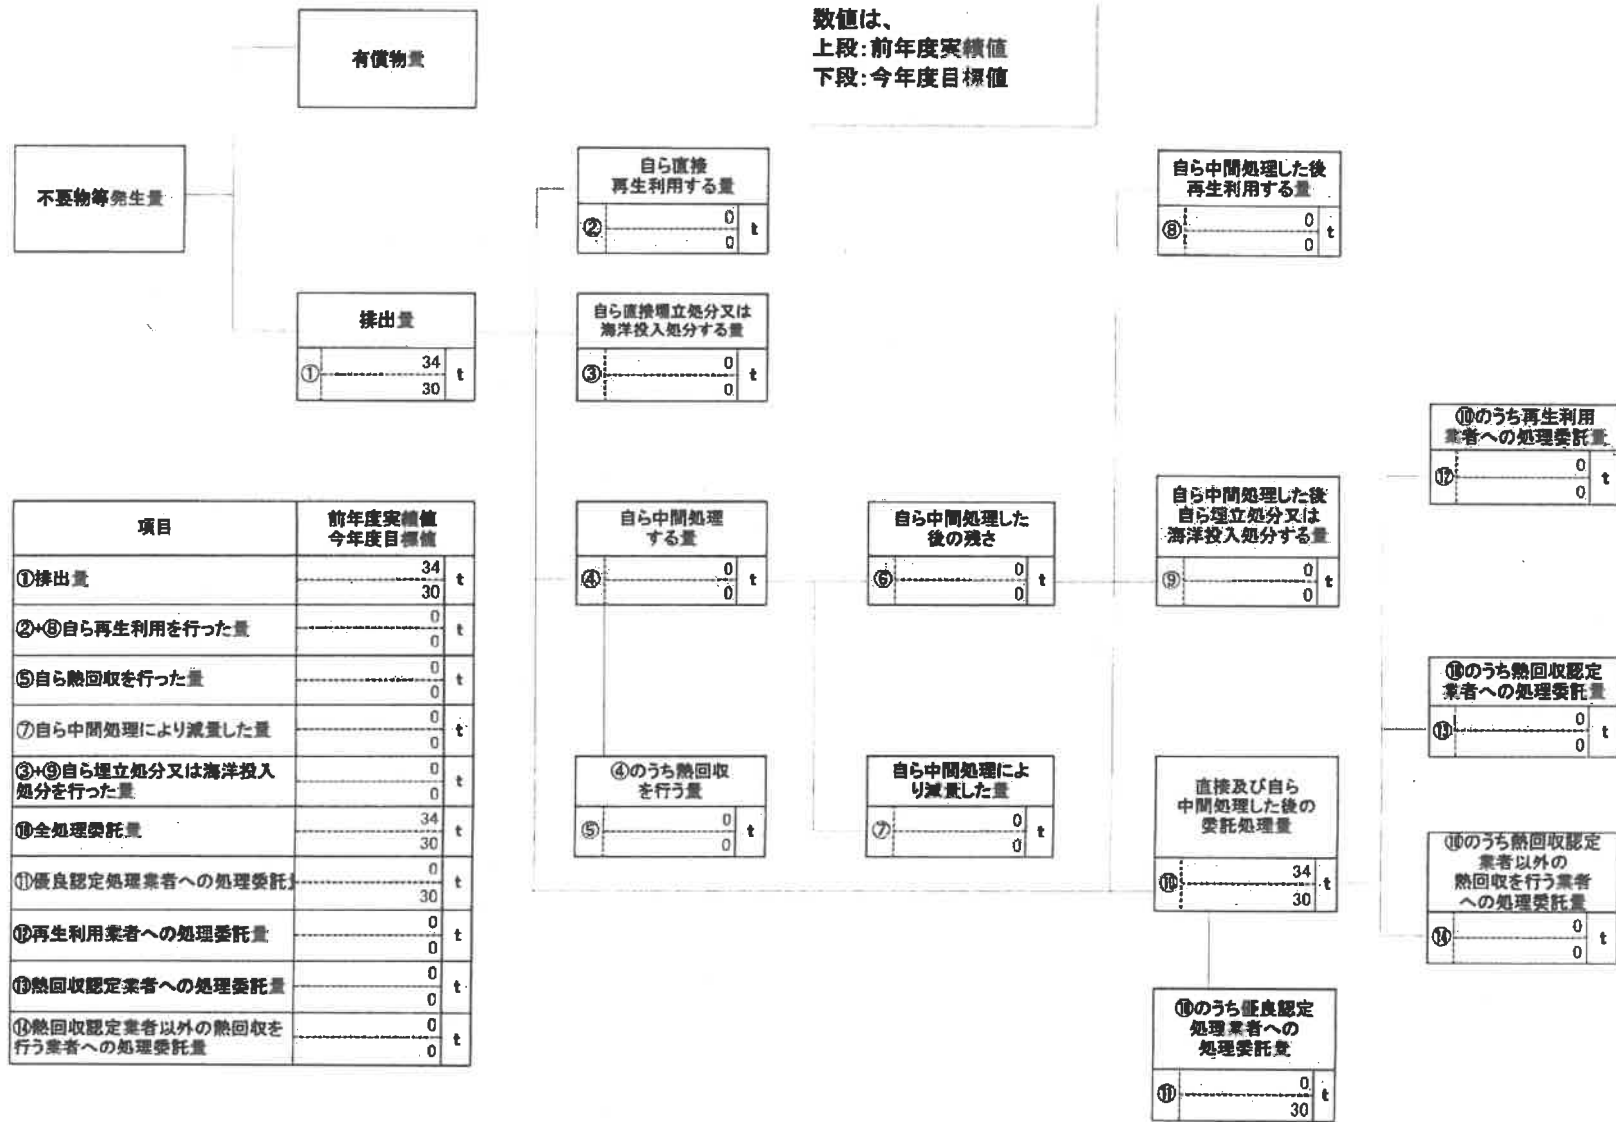 数値は、
上段：前年度実績値
下段：今年度目標値
有償物量
不要物等発生量
排出量
① 34 t
30
自ら直接
再生利用する量
② 0 t
0
自ら直接埋立処分又は
海洋投入処分する量
③ 0 t
0
自ら中間処理
する量
④ 0 t
0
④のうち熱回収
を行う量
⑤ 0 t
0
自ら中間処理した
後の残さ
⑥ 0 t
0
自ら中間処理によ
り減量した量
⑦ 0 t
0
自ら中間処理した後
再生利用する量
⑧ 0 t
0
自ら中間処理した後
自ら埋立処分又は
海洋投入処分する量
⑨ 0 t
0
直接及び自ら
中間処理した後の
委託処理量
⑩ 34 t
30
⑩のうち優良認定
処理業者への
処理委託量
⑪ 0 t
30
⑩のうち再生利用
業者への処理委託量
⑫ 0 t
0
⑩のうち熱回収認定
業者への処理委託量
⑬ 0 t
0
⑩のうち熱回収認定
業者以外の
熱回収を行う業者
への処理委託量
⑭ 0 t
0
項目 前年度実績値
今年度目標値
①排出量 34 t
30
②+⑧自ら再生利用を行った量 0 t
0
⑤自ら熱回収を行った量 0 t
0
⑦自ら中間処理により減量した量 0 t
0
③+⑨自ら埋立処分又は海洋投入
処分を行った量 0 t
0
⑩全処理委託量 34 t
30
⑪優良認定処理業者への処理委託 0 t
30
⑫再生利用業者への処理委託量 0 t
0
⑬熱回収認定業者への処理委託量 0 t
0
⑭熱回収認定業者以外の熱回収を
行う業者への処理委託量 0 t
0